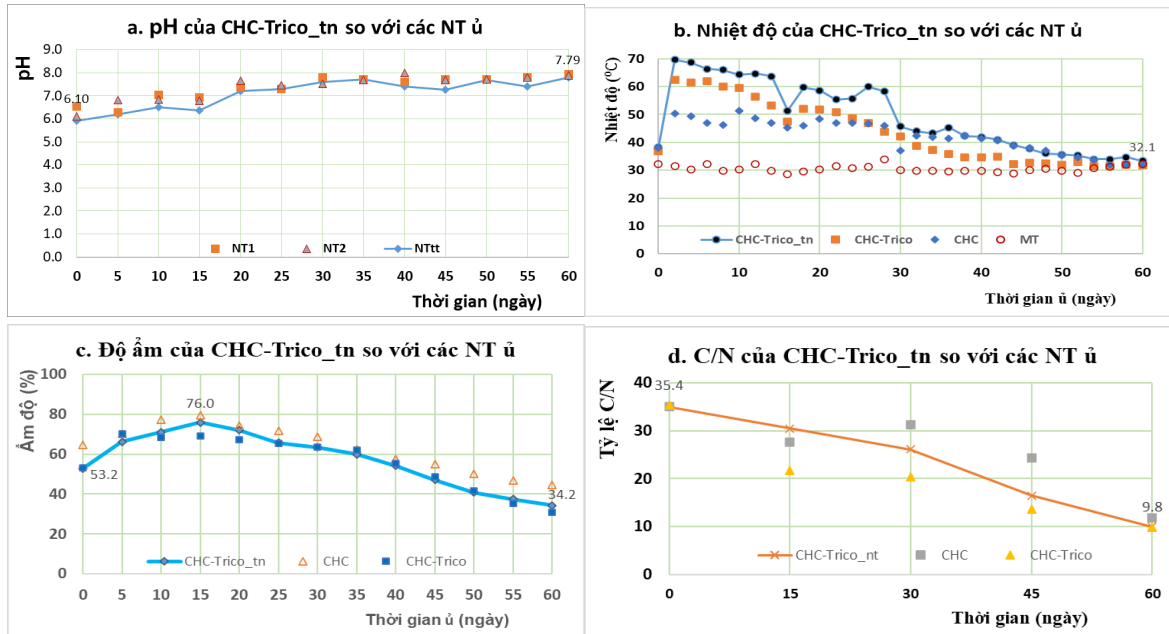 a. pH của CHC-Trico_tn so với các NT ủ
pH
9.0
8.0
7.0
6.0
5.0
4.0
3.0
2.0
1.0
0.0
6.10
7.79
NT1 NT2 NTtt
0 5 10 15 20 25 30 35 40 45 50 55 60
Thời gian (ngày)
b. Nhiệt độ của CHC-Trico_tn so với các NT ủ
Nhiệt độ (⁰C)
70
60
50
40
30
20
10
0
32.1
CHC-Trico_tn CHC-Trico CHC MT
0 10 20 30 40 50 60
Thời gian ủ (ngày)
c. Độ ẩm của CHC-Trico_tn so với các NT ủ
Ẩm độ (%)
100
80
60
40
20
0
53.2
76.0
34.2
CHC-Trico_tn CHC CHC-Trico
0 5 10 15 20 25 30 35 40 45 50 55 60
Thời gian ủ (ngày)
d. C/N của CHC-Trico_tn so với các NT ủ
Tỷ lệ C/N
40
30
20
10
0
35.4
9.8
CHC-Trico_nt CHC CHC-Trico
0 15 30 45 60
Thời gian (ngày)